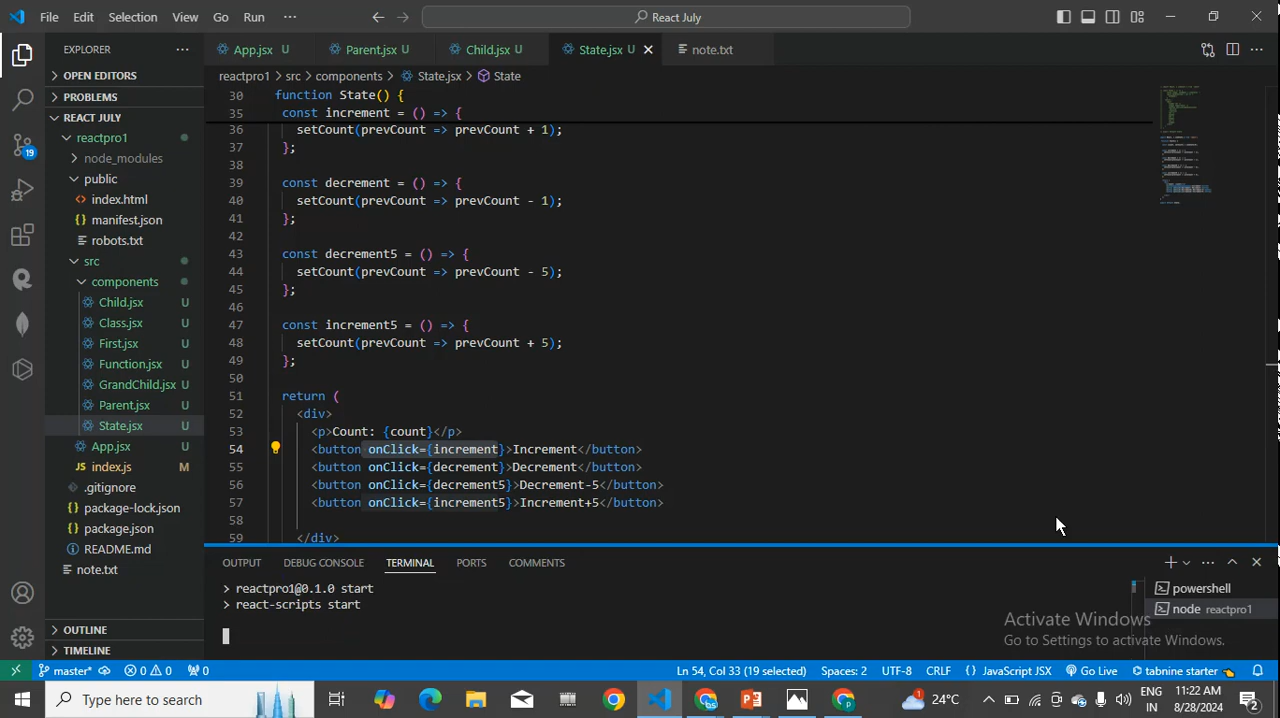 File Edit Selection View Go Run ··· React July
EXPLORER ···
App.jsx U Parent.jsx U Child.jsx U State.jsx U note.txt ···
OPEN EDITORS
reactpro1 > src > components > State.jsx > State
PROBLEMS
REACT JULY
reactpro1
node_modules
public
index.html
manifest.json
robots.txt
src
components
Child.jsx U
Class.jsx U
First.jsx U
Function.jsx U
GrandChild.jsx U
Parent.jsx U
State.jsx U
App.jsx U
index.js M
.gitignore
package-lock.json
package.json
README.md
note.txt
OUTLINE
TIMELINE
19
30 function State() {
35 const increment = () => {
36 setCount(prevCount => prevCount + 1);
37 };
38
39 const decrement = () => {
40 setCount(prevCount => prevCount - 1);
41 };
42
43 const decrement5 = () => {
44 setCount(prevCount => prevCount - 5);
45 };
46
47 const increment5 = () => {
48 setCount(prevCount => prevCount + 5);
49 };
50
51 return (
52 <div>
53 <p>Count: {count}</p>
54 <button onClick={increment}>Increment</button>
55 <button onClick={decrement}>Decrement</button>
56 <button onClick={decrement5}>Decrement-5</button>
57 <button onClick={increment5}>Increment+5</button>
58
59 </div>
OUTPUT DEBUG CONSOLE TERMINAL PORTS COMMENTS
> reactpro1@0.1.0 start
> react-scripts start
powershell
node reactpro1
Activate Windows
Go to Settings to activate Windows.
master* 0 0 0 Ln 54, Col 33 (19 selected) Spaces: 2 UTF-8 CRLF {} JavaScript JSX Go Live tabnine starter
Type here to search
1 24°C ENG IN 11:22 AM 8/28/2024 2